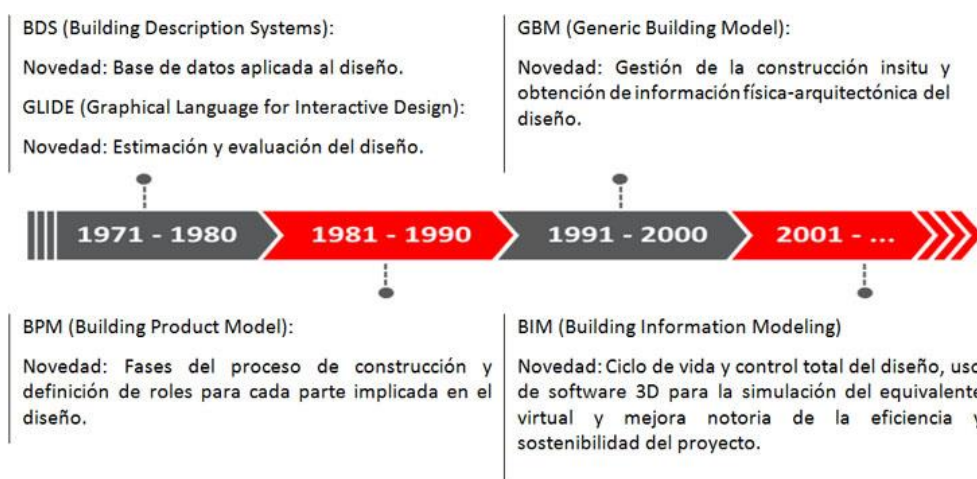 BDS (Building Description Systems):
Novedad: Base de datos aplicada al diseño.
GLIDE (Graphical Language for Interactive Design):
Novedad: Estimación y evaluación del diseño.
GBM (Generic Building Model):
Novedad: Gestión de la construcción insitu y
obtención de información física-arquitectónica del
diseño.
1971 - 1980
1981 - 1990
1991 - 2000
2001 - ...
BPM (Building Product Model):
Novedad: Fases del proceso de construcción y
definición de roles para cada parte implicada en el
diseño.
BIM (Building Information Modeling)
Novedad: Ciclo de vida y control total del diseño, uso
de software 3D para la simulación del equivalente
virtual y mejora notoria de la eficiencia y
sostenibilidad del proyecto.